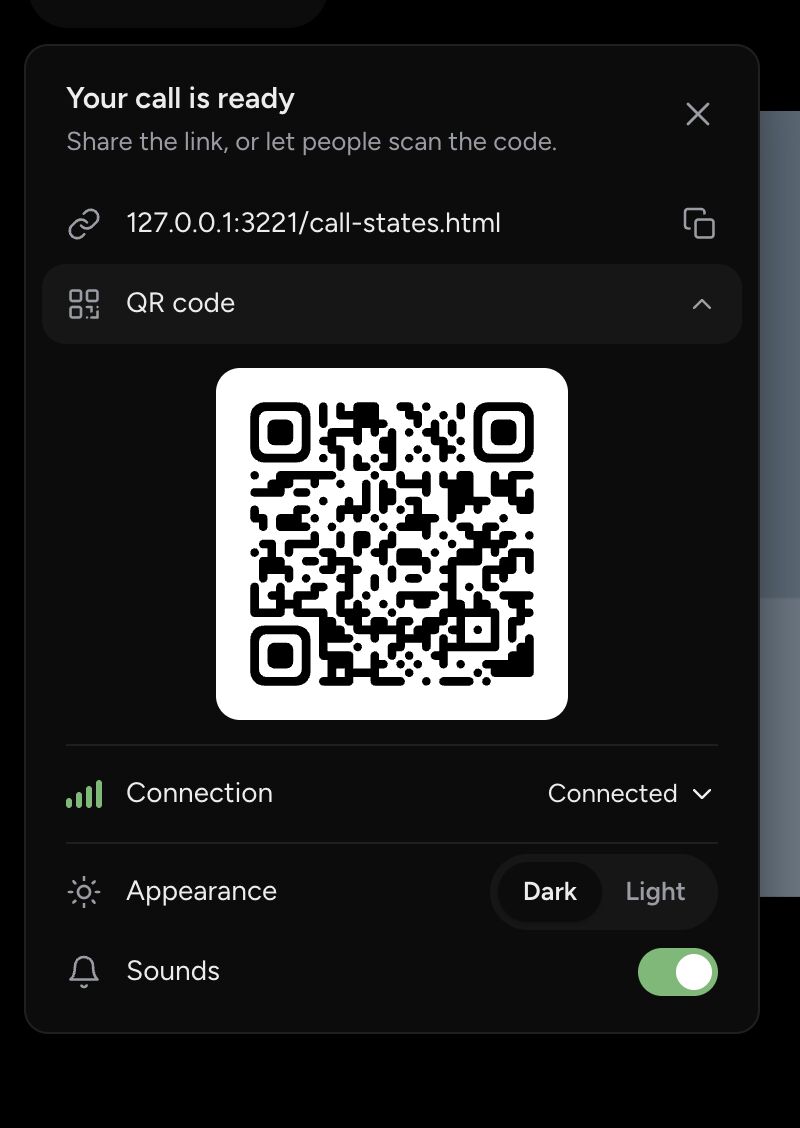 Your call is ready
Share the link, or let people scan the code.
127.0.0.1:3221/call-states.html
QR code
Connection Connected
Appearance Dark Light
Sounds